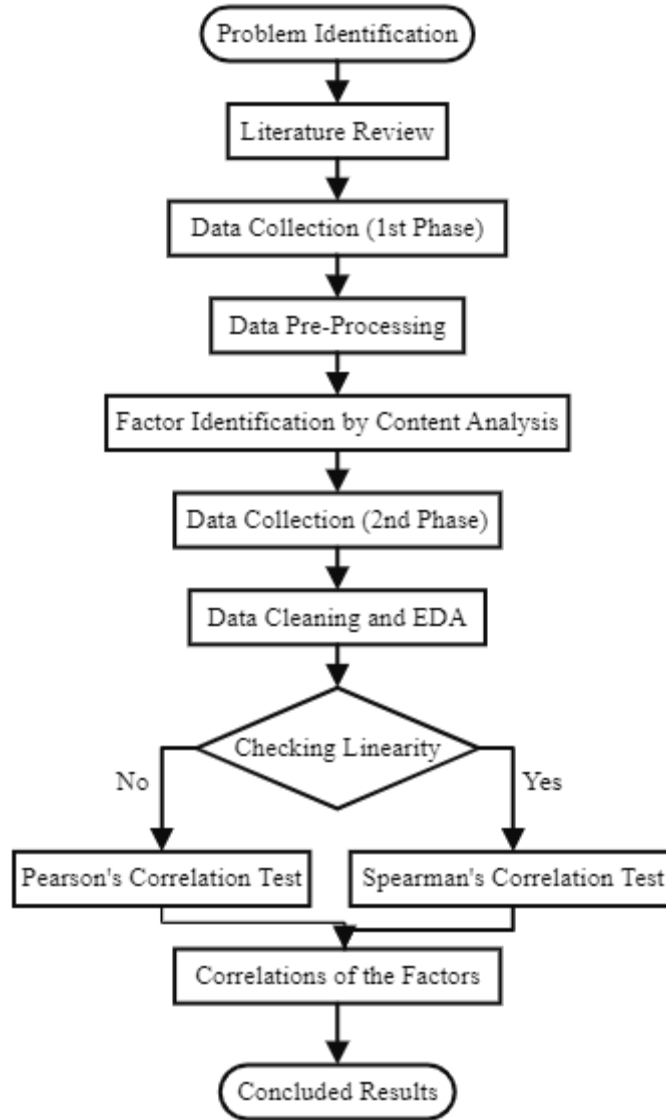 Problem Identification
Literature Review
Data Collection (1st Phase)
Data Pre-Processing
Factor Identification by Content Analysis
Data Collection (2nd Phase)
Data Cleaning and EDA
Checking Linearity
No
Yes
Pearson's Correlation Test
Spearman's Correlation Test
Correlations of the Factors
Concluded Results